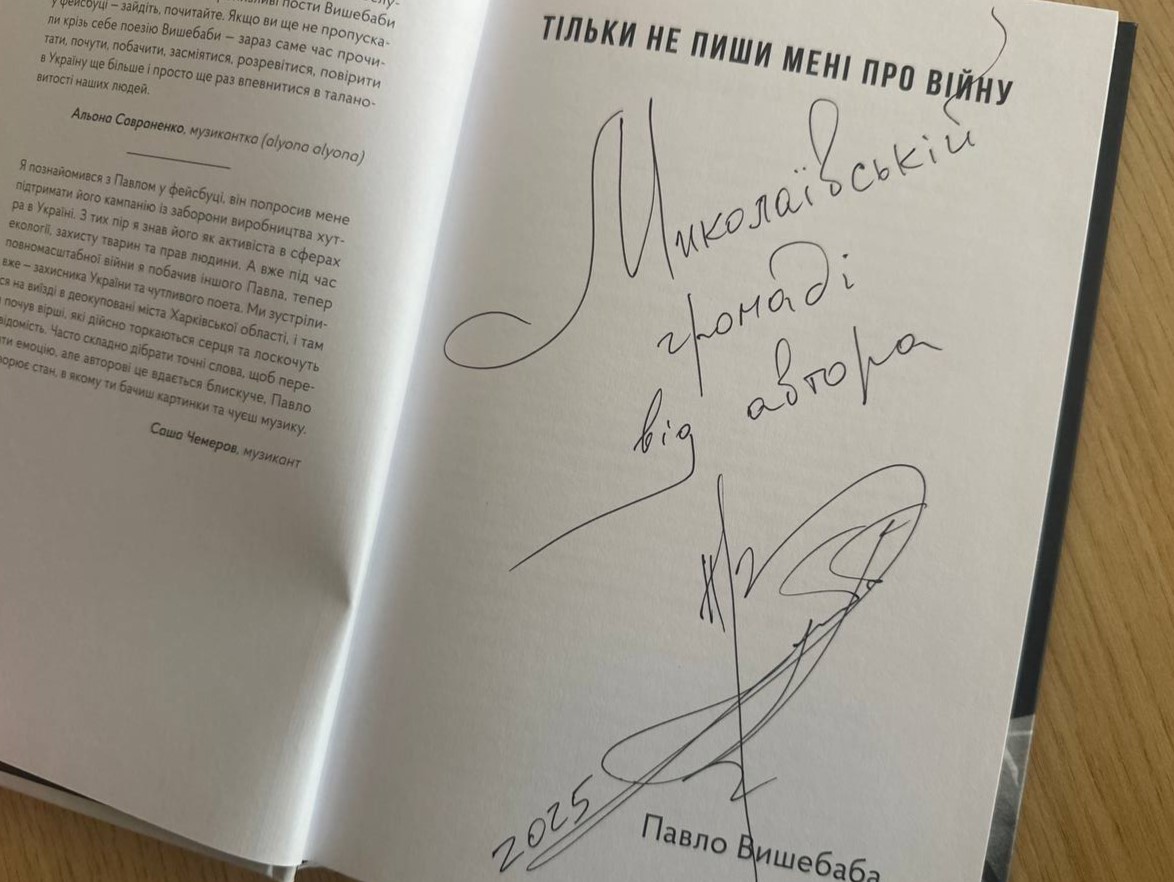 пости Вишебаби
у фейсбуці – зайдіть, почитайте. Якщо ви ще не пропуска-
ли крізь себе поезію Вишебаби – зараз саме час прочи-
тати, почути, побачити, засміятися, розревітися, повірити
в Україну ще більше і просто ще раз впевнитися в талано-
витості наших людей.
Альона Савраненко, музикантка (alyona alyona)
Я познайомився з Павлом у фейсбуці, він попросив мене
підтримати його кампанію із заборони виробництва хут-
ра в Україні. З тих пір я знав його як активіста в сферах
екології, захисту тварин та прав людини. А вже під час
повномасштабної війни я побачив іншого Павла, тепер
вже – захисника України та чутливого поета. Ми зустріли-
ся на виїзді в деокуповані міста Харківської області, і там
почув вірші, які дійсно торкаються серця та лоскочуть
відомість. Часто складно дібрати точні слова, щоб пере-
ти емоцію, але авторові це вдається блискуче. Павло
ворює стан, в якому ти бачиш картинки та чуєш музику.
Саша Чемеров, музикант
ТІЛЬКИ НЕ ПИШИ МЕНІ ПРО ВІЙНУ
Миколаївській
громаді
від автора
2025
Павло Вишебаба